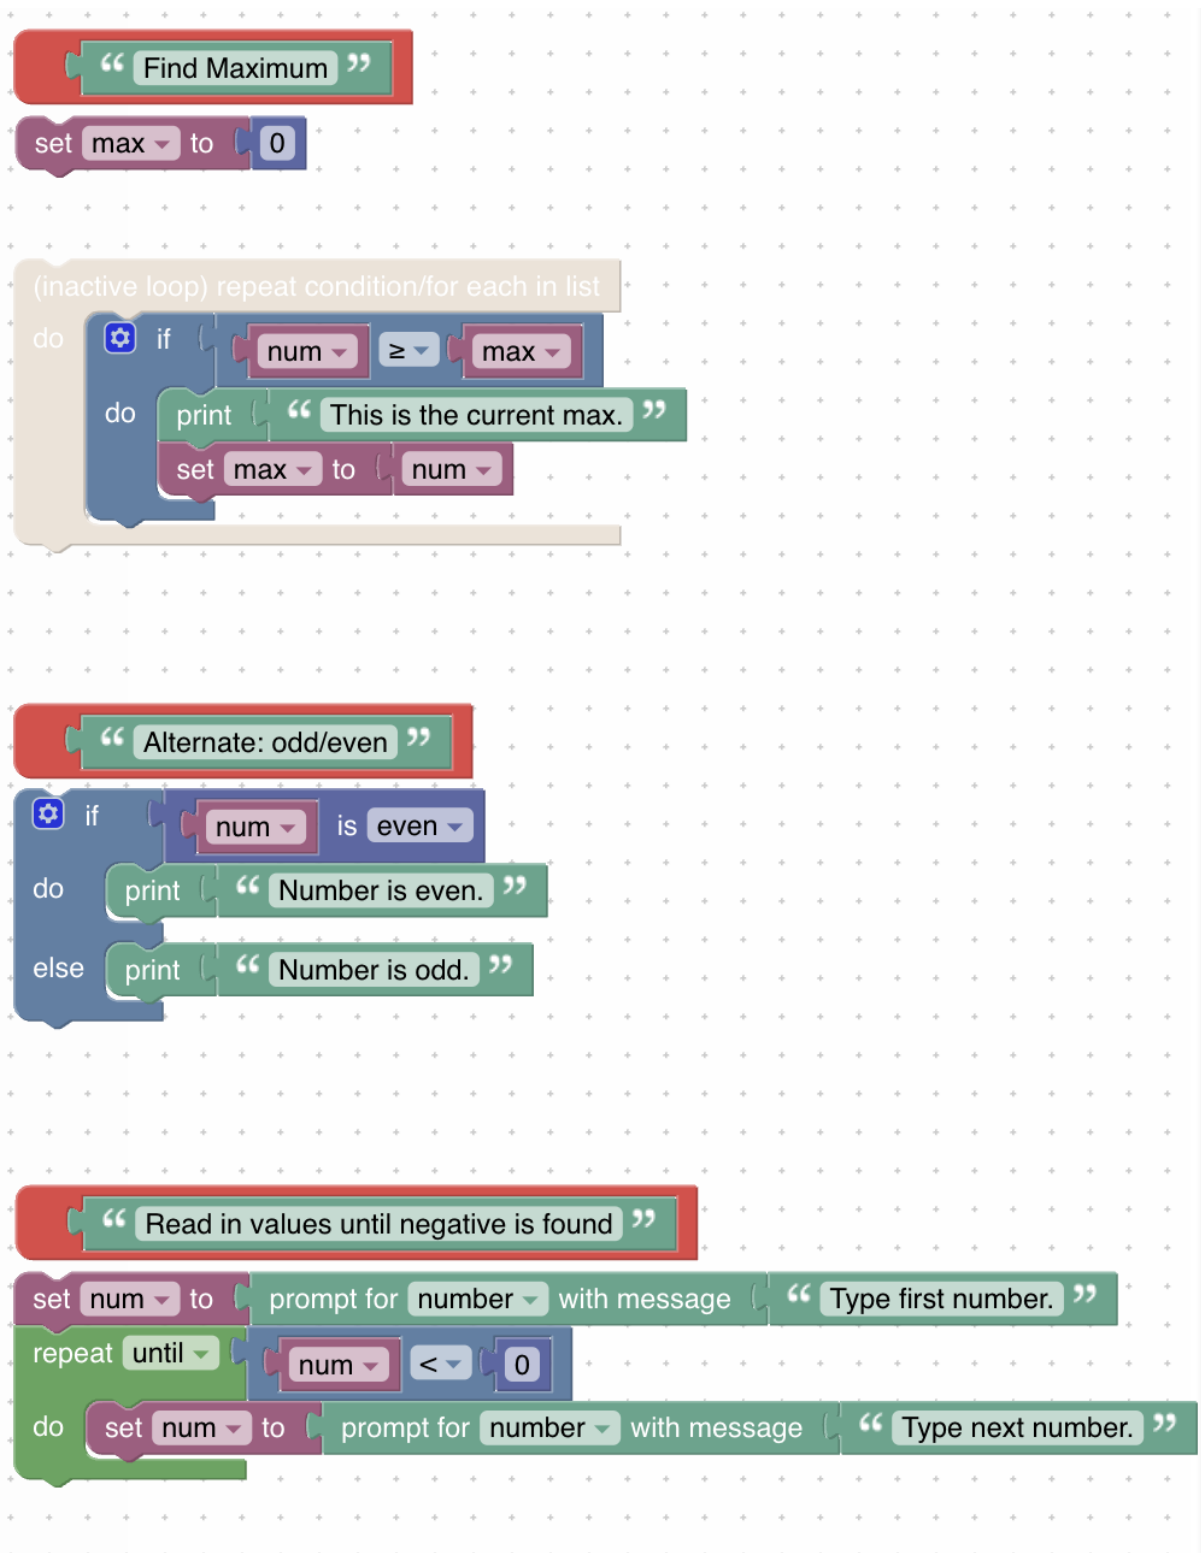 “ Find Maximum ”
set max to 0
(inactive loop) repeat condition/for each in list
do if num ≥ max
do print “ This is the current max. ”
set max to num
“ Alternate: odd/even ”
if num is even
do print “ Number is even. ”
else print “ Number is odd. ”
“ Read in values until negative is found ”
set num to prompt for number with message “ Type first number. ”
repeat until num < 0
do set num to prompt for number with message “ Type next number. ”